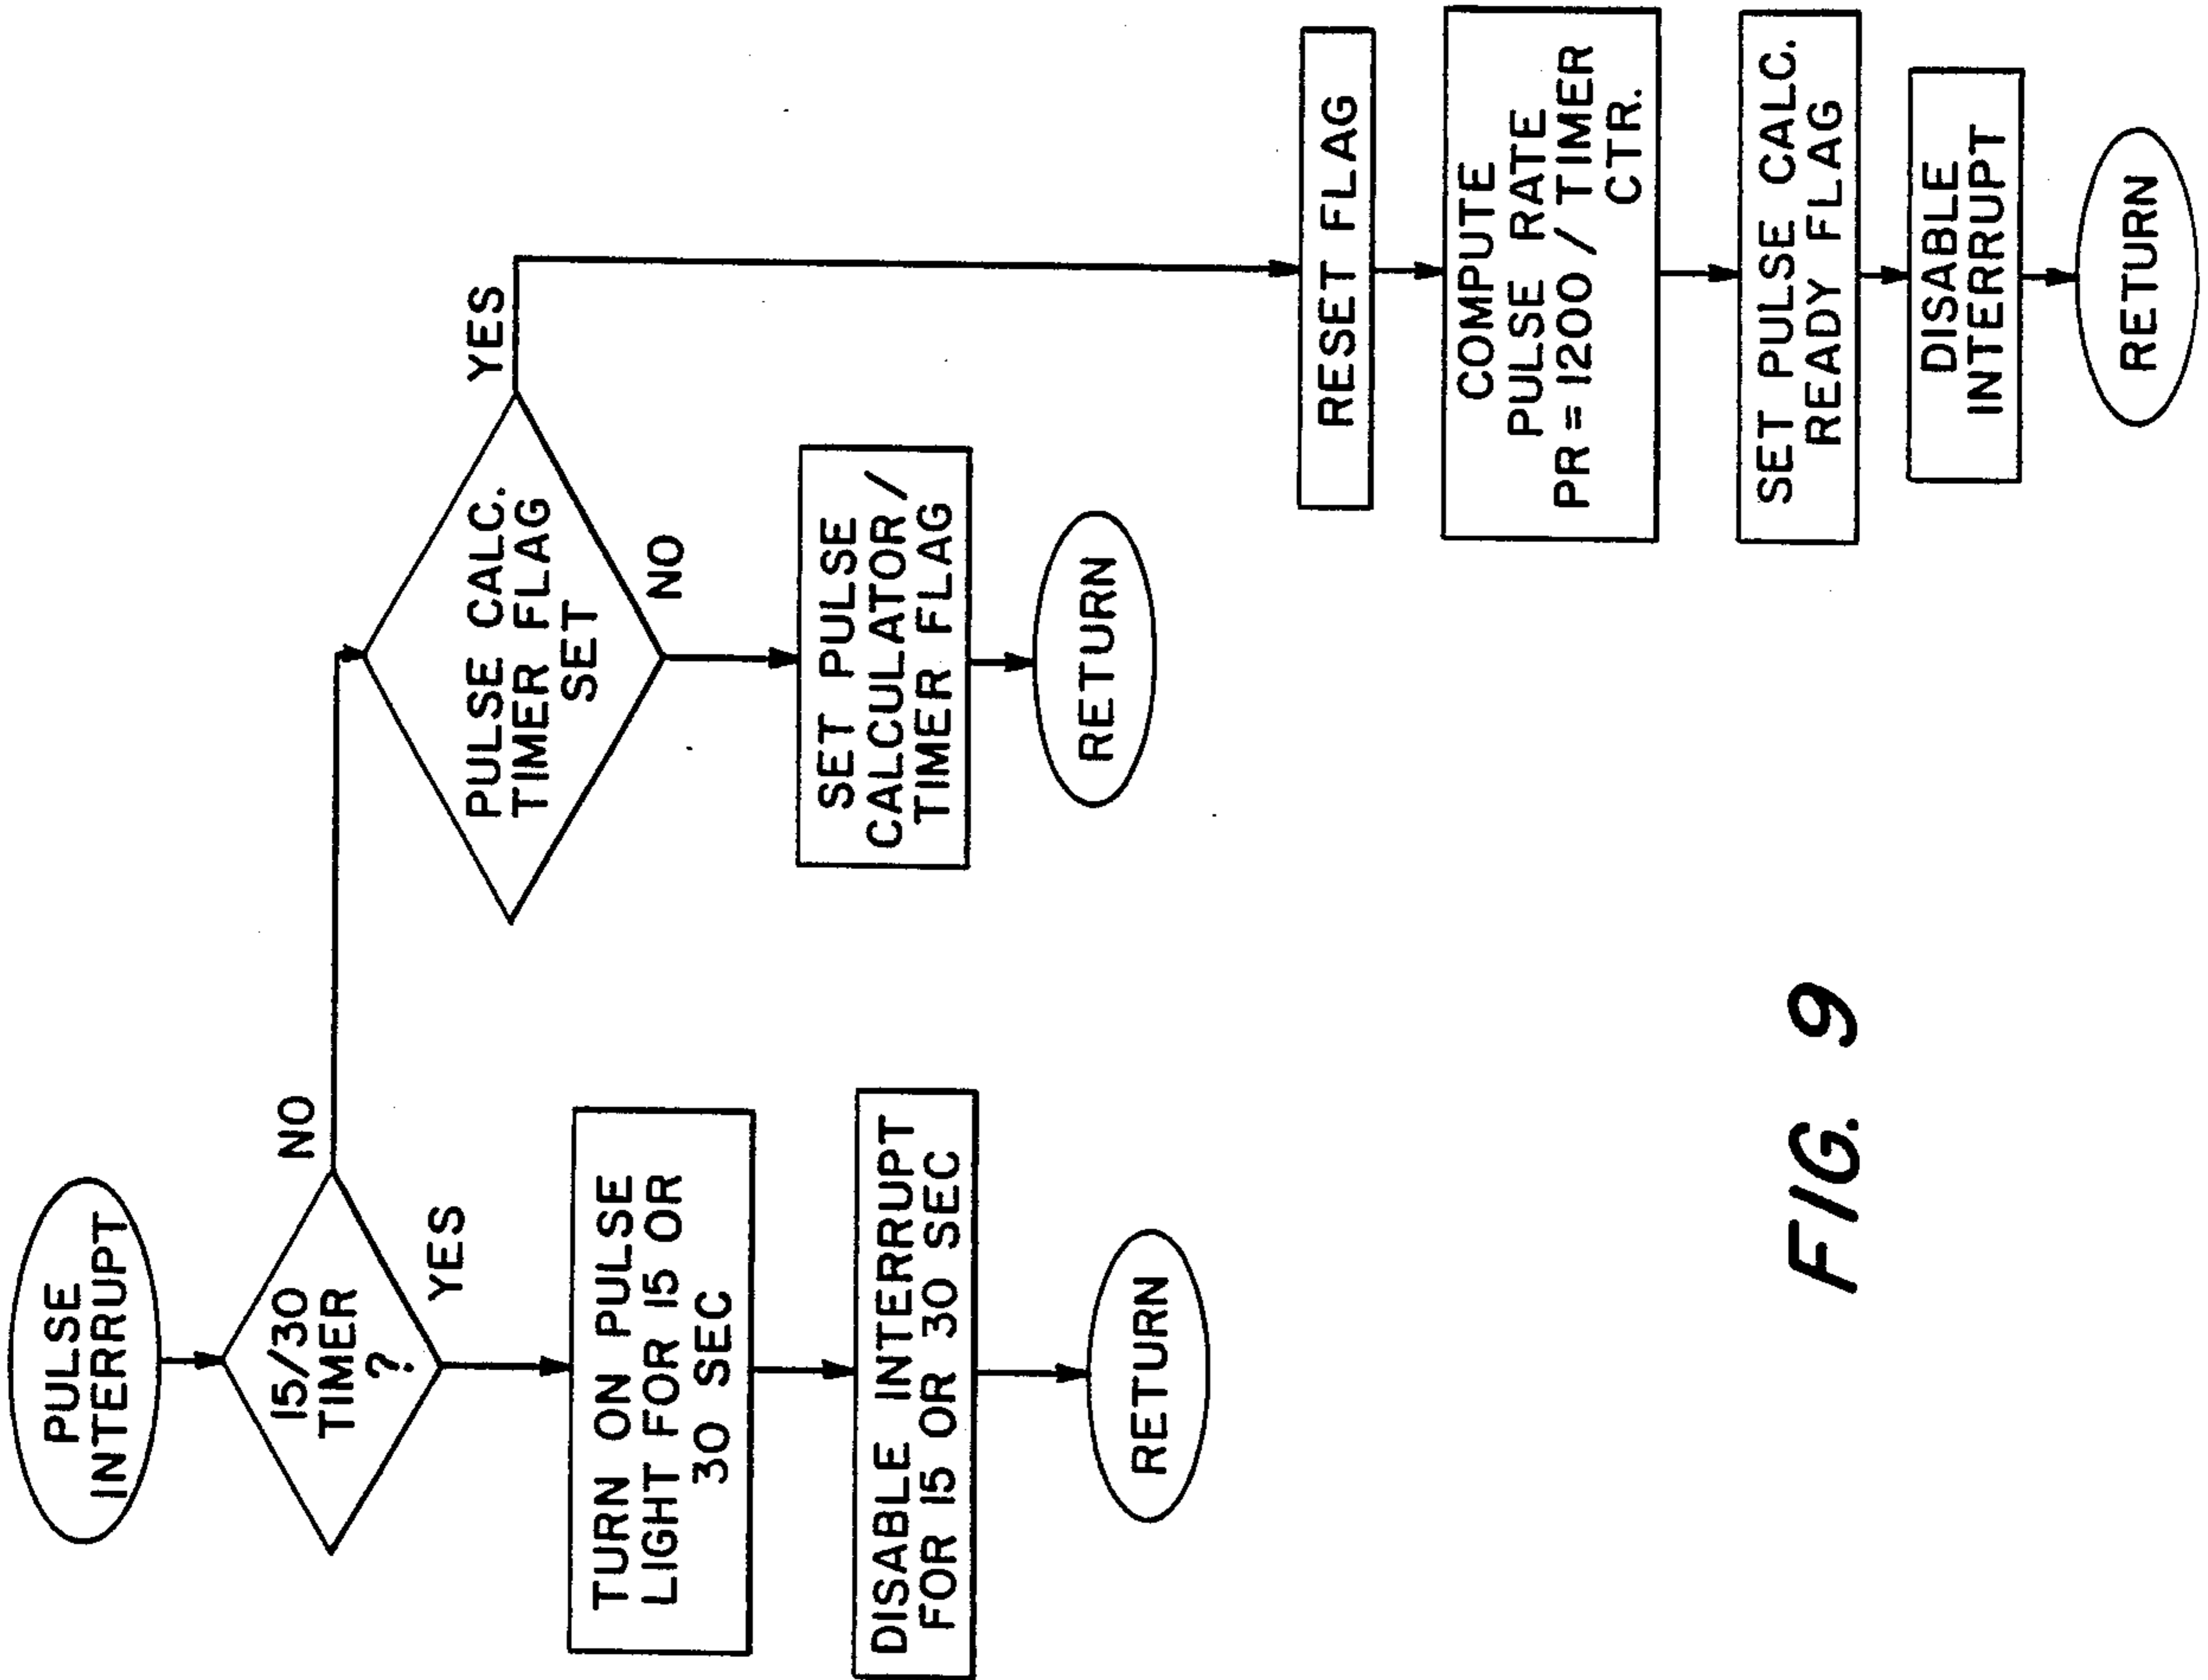 PULSE
INTERRUPT
15/30
TIMER
?
NO
YES
TURN ON PULSE
LIGHT FOR 15 OR
30 SEC
DISABLE INTERRUPT
FOR 15 OR 30 SEC
RETURN
PULSE CALC.
TIMER FLAG
SET
YES
NO
SET PULSE
CALCULATOR/
TIMER FLAG
RETURN
RESET FLAG
COMPUTE
PULSE RATE
PR = 1200 / TIMER
CTR.
SET PULSE CALC.
READY FLAG
DISABLE
INTERRUPT
RETURN
FIG. 9